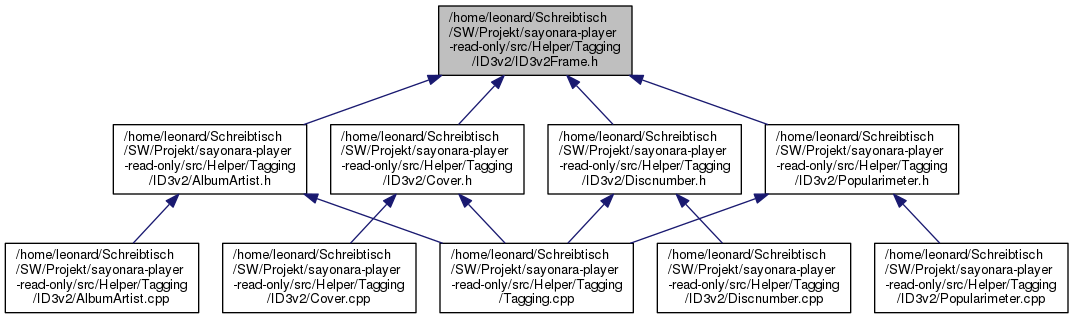 /home/leonard/Schreibtisch
/SW/Projekt/sayonara-player
-read-only/src/Helper/Tagging
/ID3v2/ID3v2Frame.h
/home/leonard/Schreibtisch
/SW/Projekt/sayonara-player
-read-only/src/Helper/Tagging
/ID3v2/AlbumArtist.h
/home/leonard/Schreibtisch
/SW/Projekt/sayonara-player
-read-only/src/Helper/Tagging
/ID3v2/Cover.h
/home/leonard/Schreibtisch
/SW/Projekt/sayonara-player
-read-only/src/Helper/Tagging
/ID3v2/Discnumber.h
/home/leonard/Schreibtisch
/SW/Projekt/sayonara-player
-read-only/src/Helper/Tagging
/ID3v2/Popularimeter.h
/home/leonard/Schreibtisch
/SW/Projekt/sayonara-player
-read-only/src/Helper/Tagging
/ID3v2/AlbumArtist.cpp
/home/leonard/Schreibtisch
/SW/Projekt/sayonara-player
-read-only/src/Helper/Tagging
/ID3v2/Cover.cpp
/home/leonard/Schreibtisch
/SW/Projekt/sayonara-player
-read-only/src/Helper/Tagging
/Tagging.cpp
/home/leonard/Schreibtisch
/SW/Projekt/sayonara-player
-read-only/src/Helper/Tagging
/ID3v2/Discnumber.cpp
/home/leonard/Schreibtisch
/SW/Projekt/sayonara-player
-read-only/src/Helper/Tagging
/ID3v2/Popularimeter.cpp